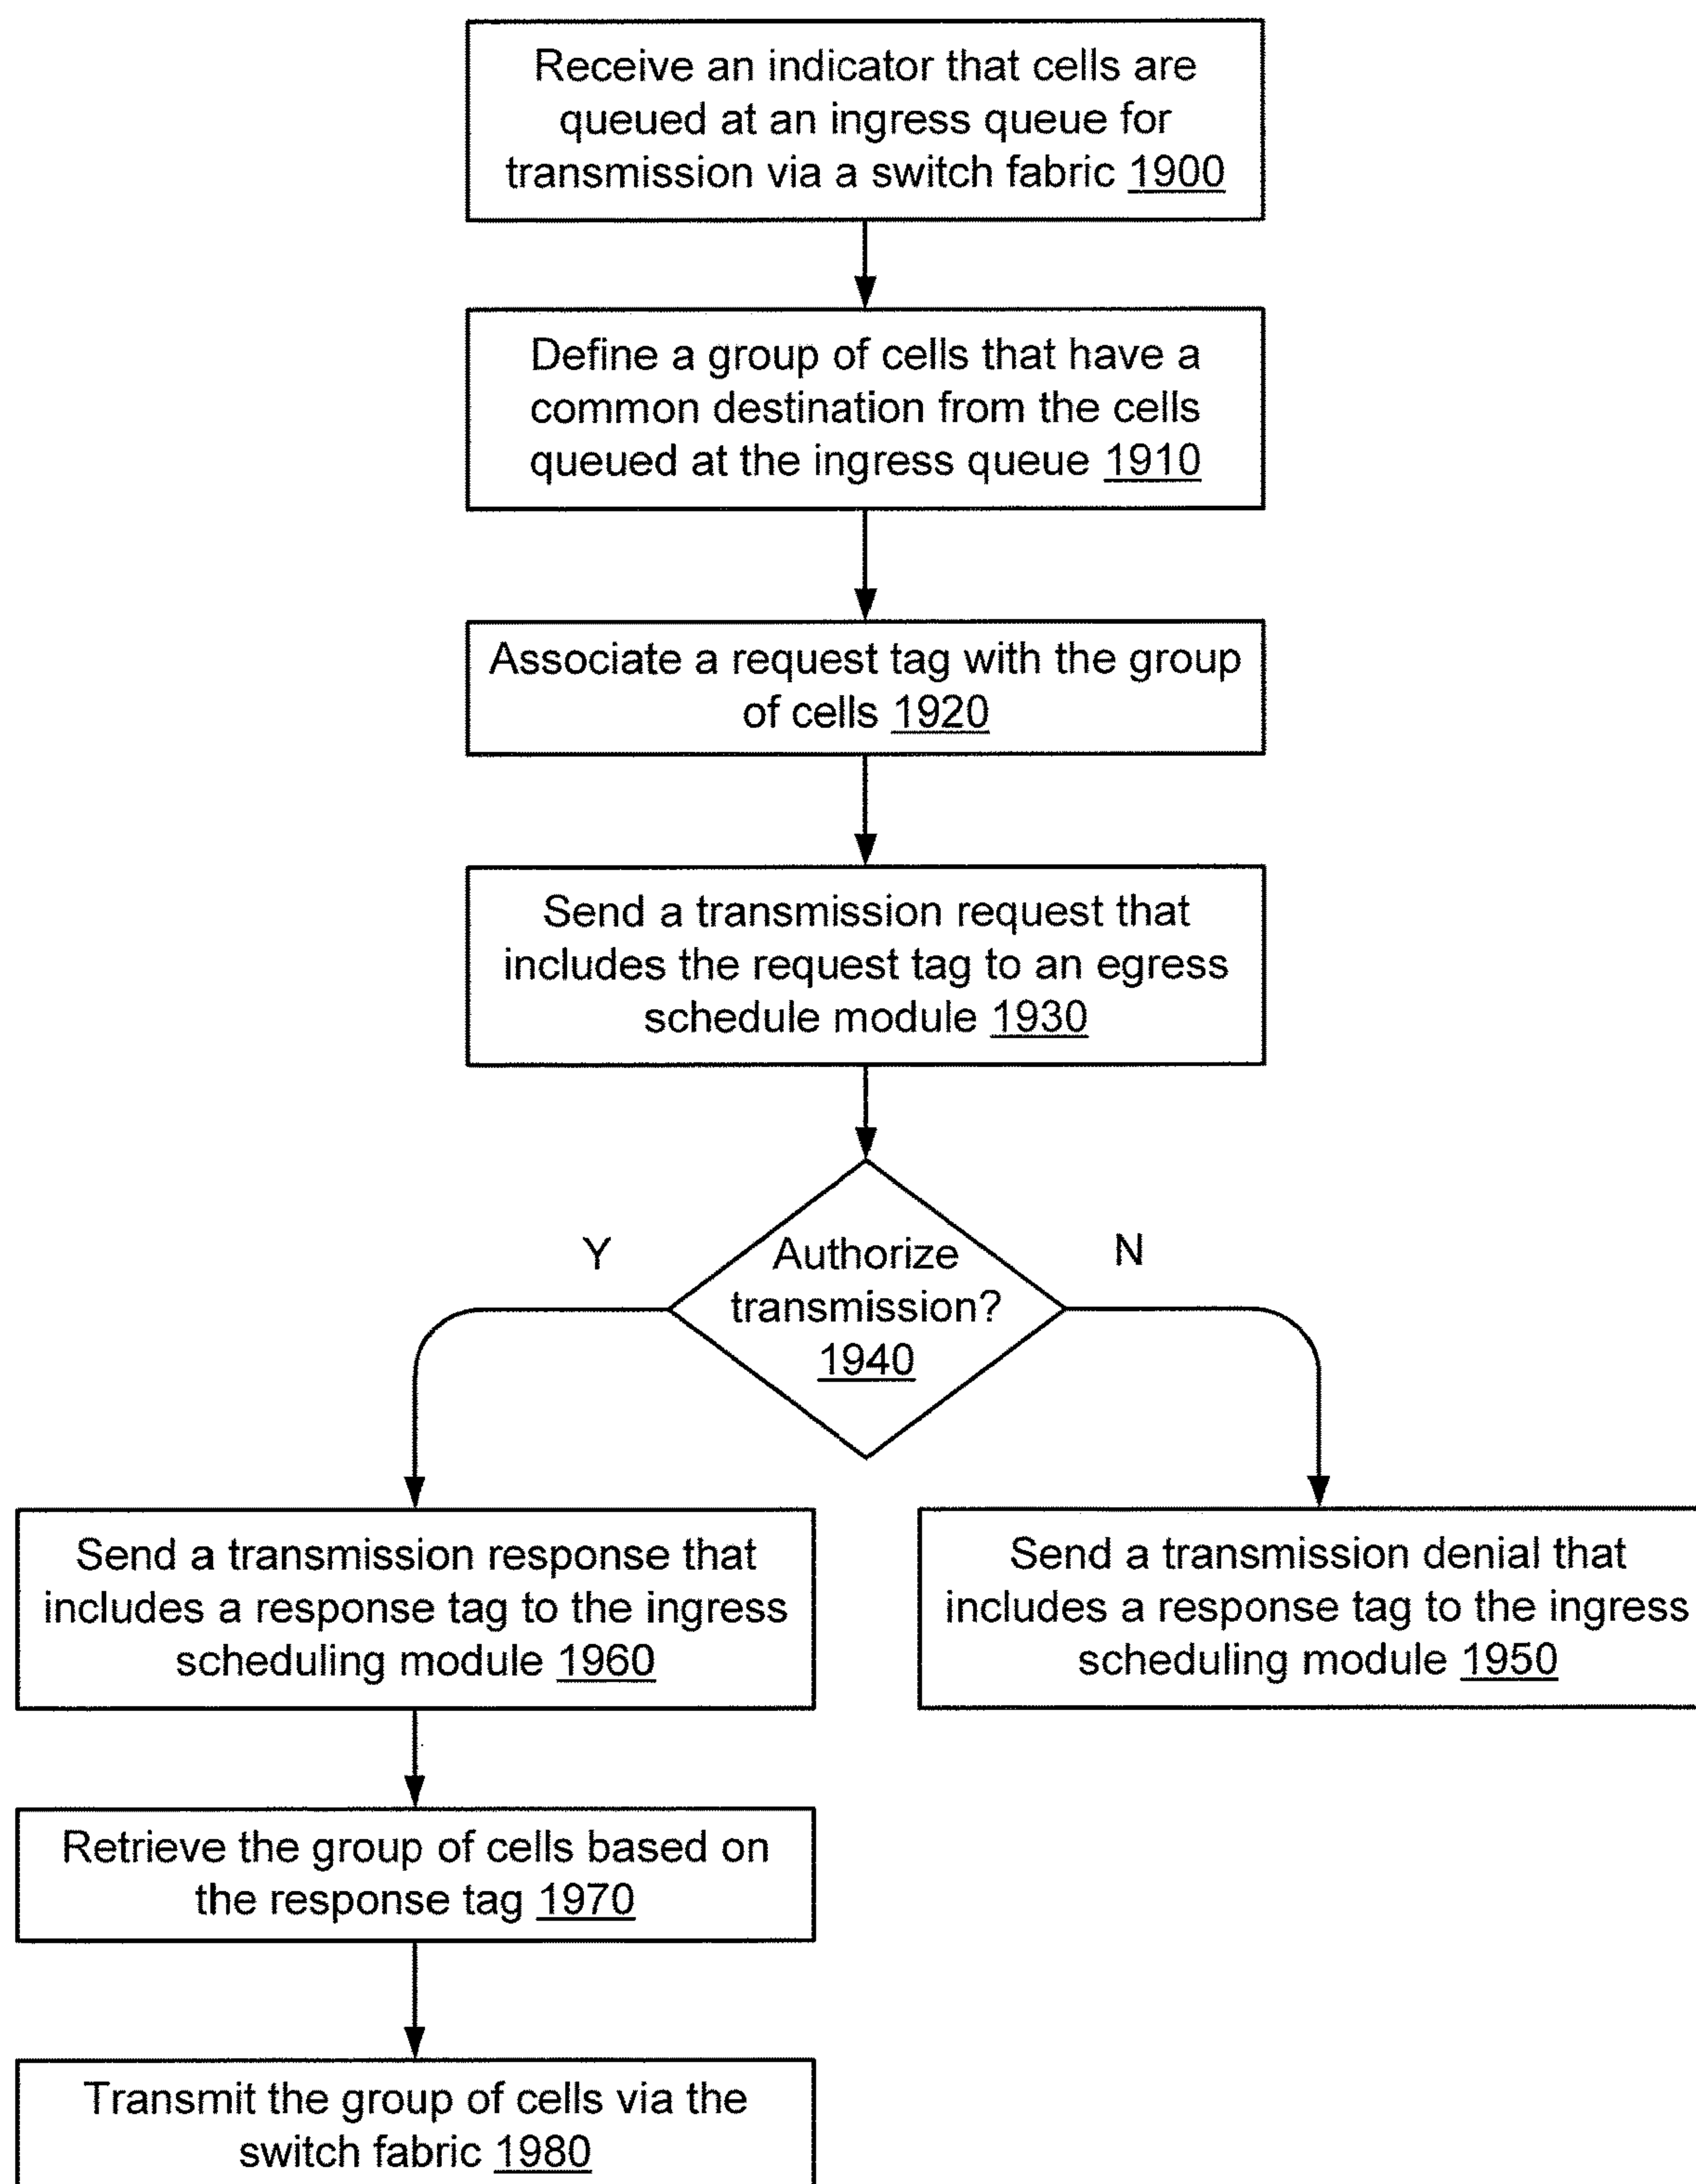 Receive an indicator that cells are
queued at an ingress queue for
transmission via a switch fabric 1900
Define a group of cells that have a
common destination from the cells
queued at the ingress queue 1910
Associate a request tag with the group
of cells 1920
Send a transmission request that
includes the request tag to an egress
schedule module 1930
Y
Authorize
transmission?
1940
N
Send a transmission response that
includes a response tag to the ingress
scheduling module 1960
Send a transmission denial that
includes a response tag to the ingress
scheduling module 1950
Retrieve the group of cells based on
the response tag 1970
Transmit the group of cells via the
switch fabric 1980